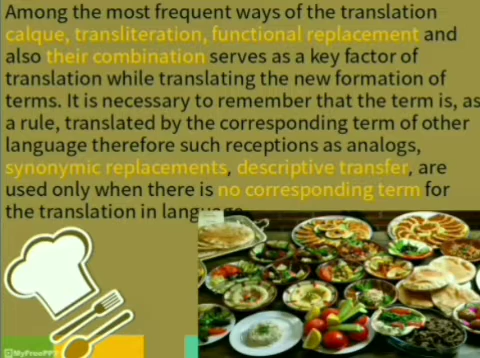 Among the most frequent ways of the translation
calque, transliteration, functional replacement and
also their combination serves as a key factor of
translation while translating the new formation of
terms. It is necessary to remember that the term is, as
a rule, translated by the corresponding term of other
language therefore such receptions as analogs,
synonymic replacements, descriptive transfer, are
used only when there is no corresponding term for
the translation in
MyFreePP